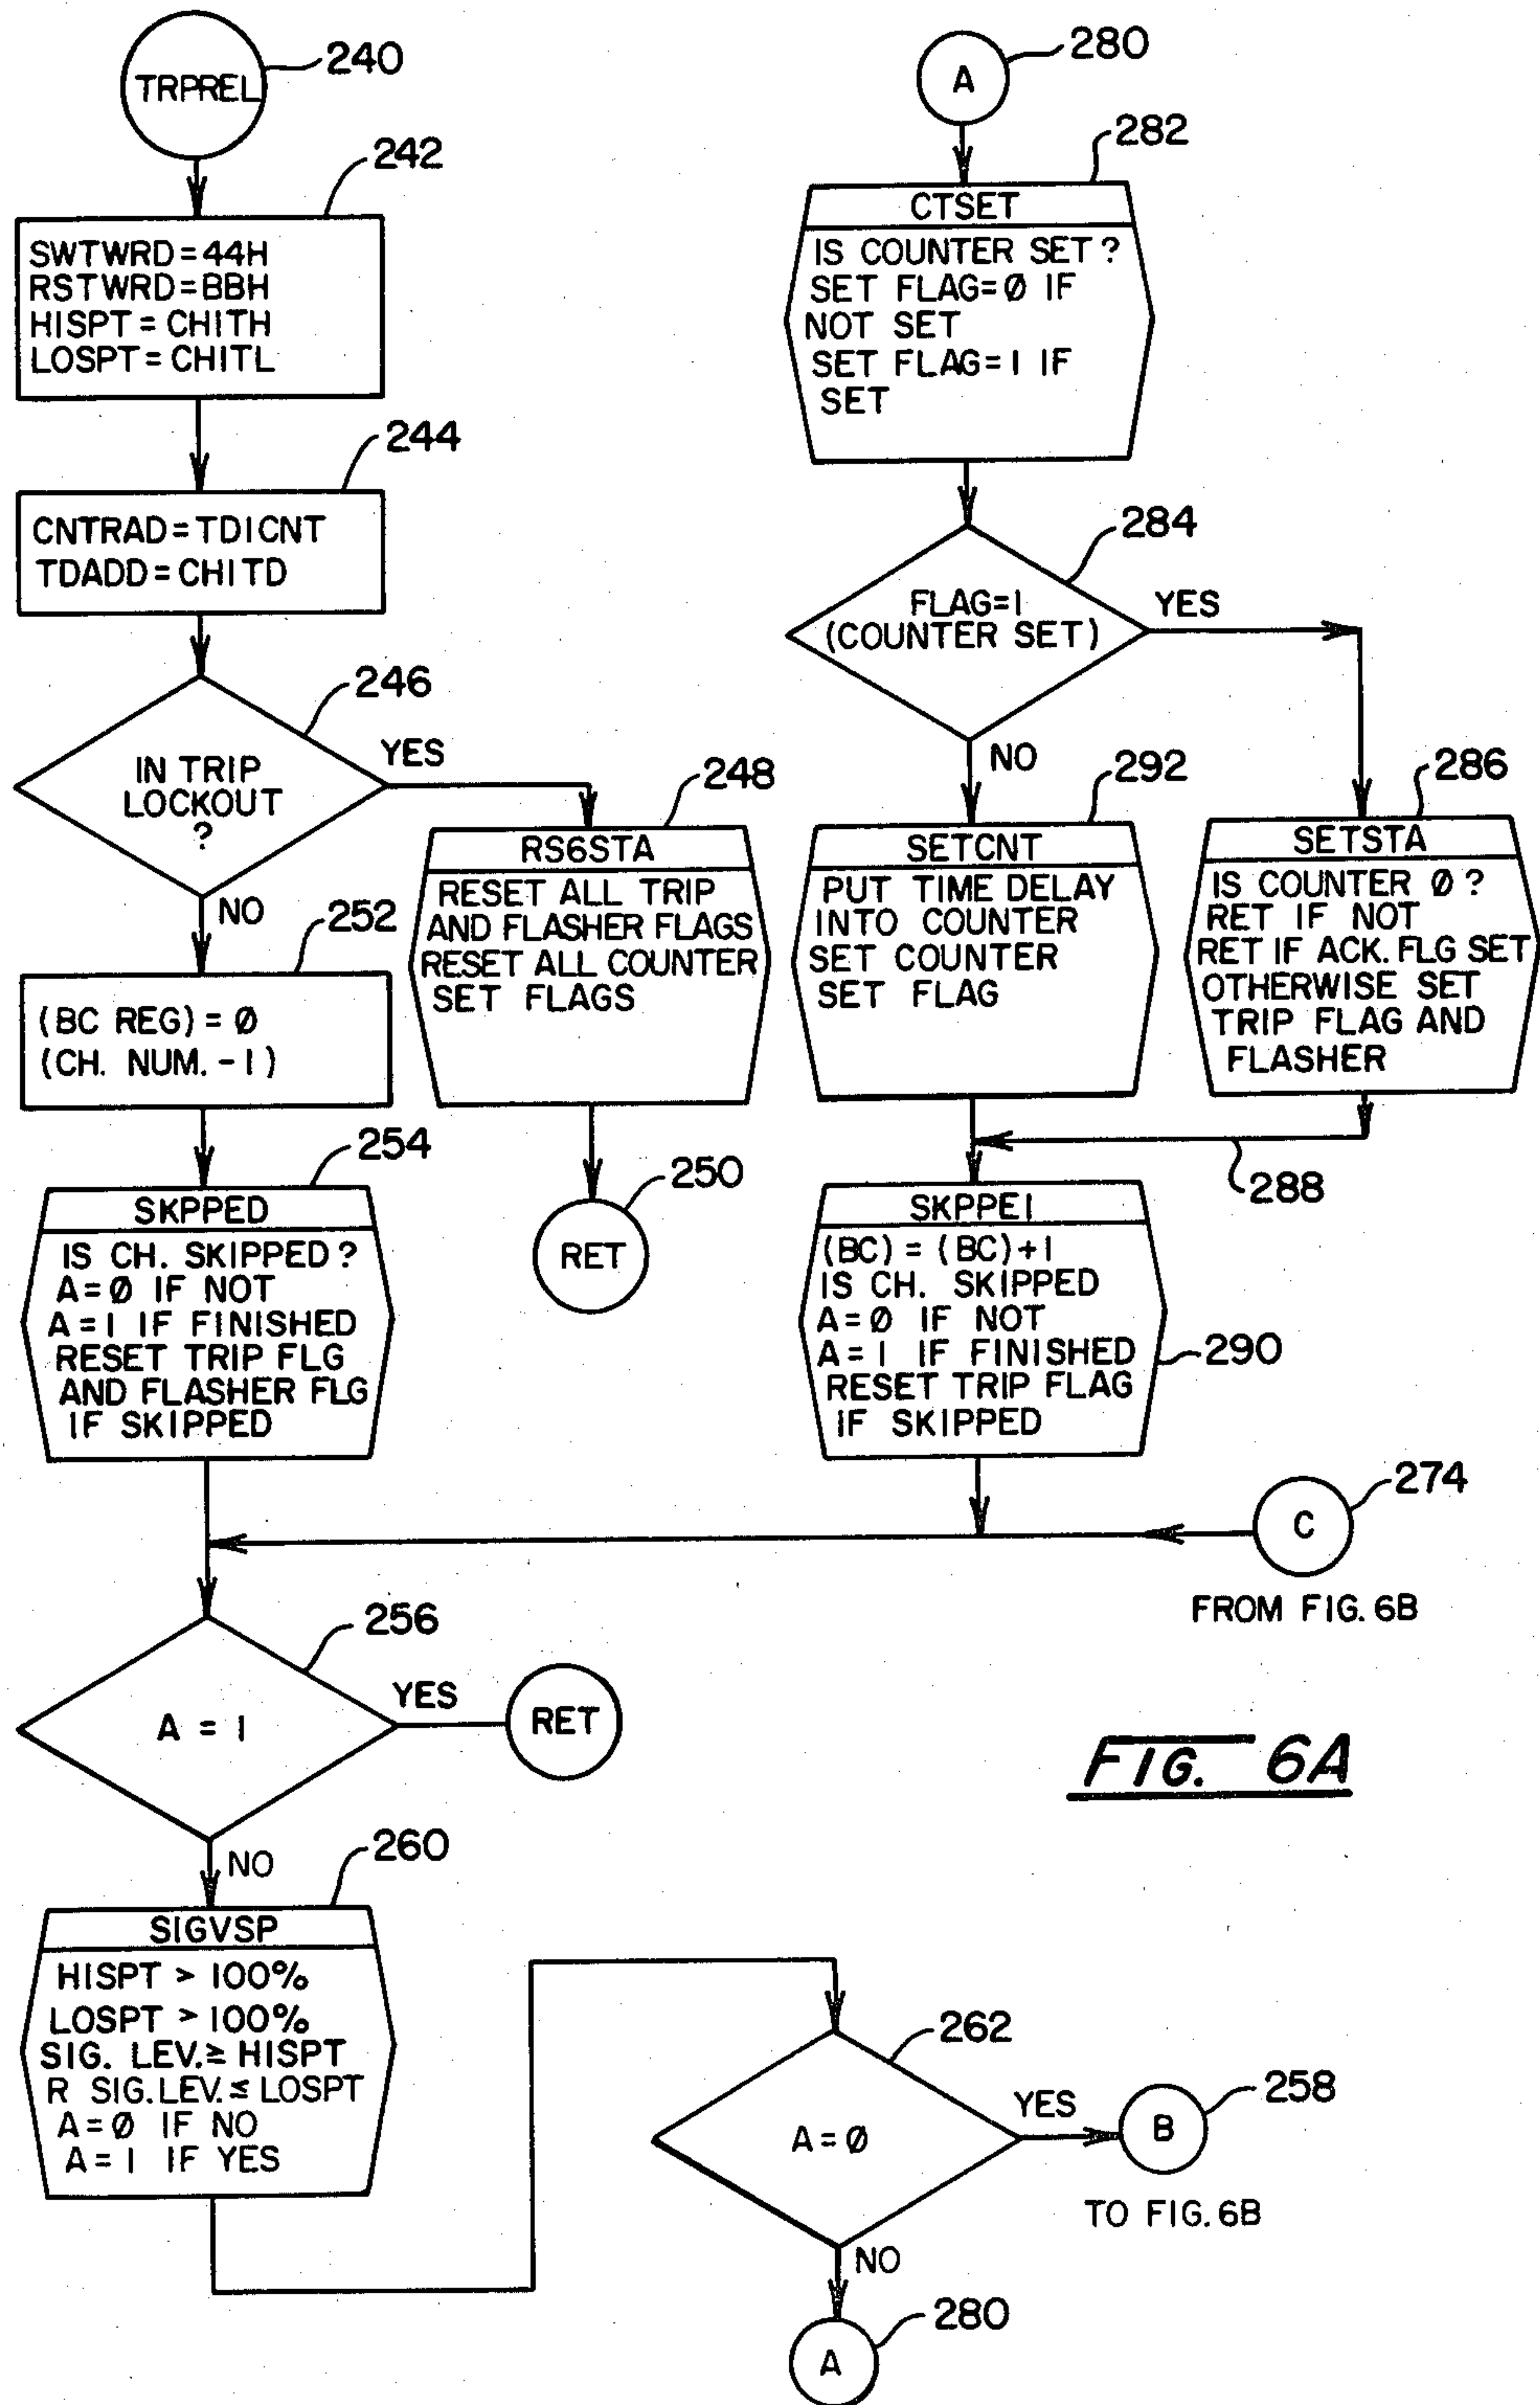 TRPREL
240
242
SWTWRD=44H
RSTWRD=BBH
HISPT=CHITH
LOSPT=CHITL
244
CNTRAD=TDICNT
TDADD=CHITD
246
IN TRIP
LOCKOUT
?
YES
NO
248
RS6STA
RESET ALL TRIP
AND FLASHER FLAGS
RESET ALL COUNTER
SET FLAGS
250
RET
252
(BC REG)=Ø
(CH. NUM.-1)
254
SKPPED
IS CH. SKIPPED?
A=Ø IF NOT
A=1 IF FINISHED
RESET TRIP FLG
AND FLASHER FLG
IF SKIPPED
256
A = 1
YES
RET
NO
260
SIGVSP
HISPT > 100%
LOSPT > 100%
SIG. LEV.≥ HISPT
R SIG.LEV.≤ LOSPT
A=Ø IF NO
A=1 IF YES
262
A=Ø
YES
B
258
TO FIG.6B
NO
A
280
A
280
282
CTSET
IS COUNTER SET?
SET FLAG=Ø IF
NOT SET
SET FLAG=1 IF
SET
284
FLAG=1
(COUNTER SET)
YES
NO
286
SETSTA
IS COUNTER Ø?
RET IF NOT
RET IF ACK. FLG SET
OTHERWISE SET
TRIP FLAG AND
FLASHER
292
SETCNT
PUT TIME DELAY
INTO COUNTER
SET COUNTER
SET FLAG
288
SKPPEI
(BC) = (BC)+1
IS CH. SKIPPED
A=Ø IF NOT
A=1 IF FINISHED
RESET TRIP FLAG
IF SKIPPED
290
274
C
FROM FIG.6B
FIG. 6A